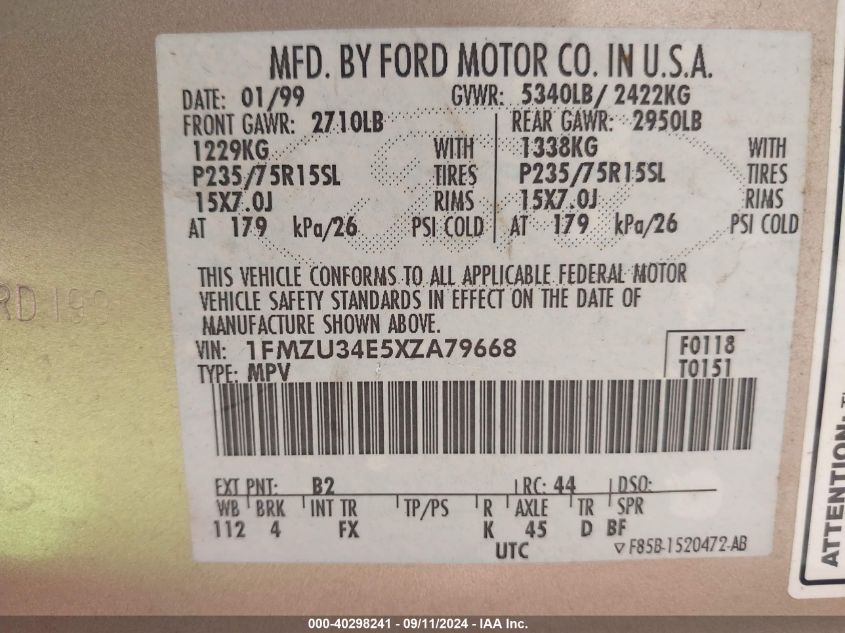 MFD. BY FORD MOTOR CO. IN U.S.A.
DATE: 01/99 GVWR: 5340LB/ 2422KG
FRONT GAWR: 2710LB REAR GAWR: 2950LB
1229KG WITH 1338KG WITH
P235/75R15SL TIRES P235/75R15SL TIRES
15X7.0J RIMS 15X7.0J RIMS
AT 179 kPa/26 PSI COLD AT 179 kPa/26 PSI COLD
THIS VEHICLE CONFORMS TO ALL APPLICABLE FEDERAL MOTOR
VEHICLE SAFETY STANDARDS IN EFFECT ON THE DATE OF
MANUFACTURE SHOWN ABOVE.
VIN: 1FMZU34E5XZA79668 F0118
TYPE: MPV T0151
EXT PNT: B2 RC: 44 DSO:
WB BRK INT TR TP/PS R AXLE TR SPR
112 4 FX K 45 D BF
UTC ▽ F85B-1520472-AB
ATTENTION:
000-40298241 - 09/11/2024 - IAA Inc.